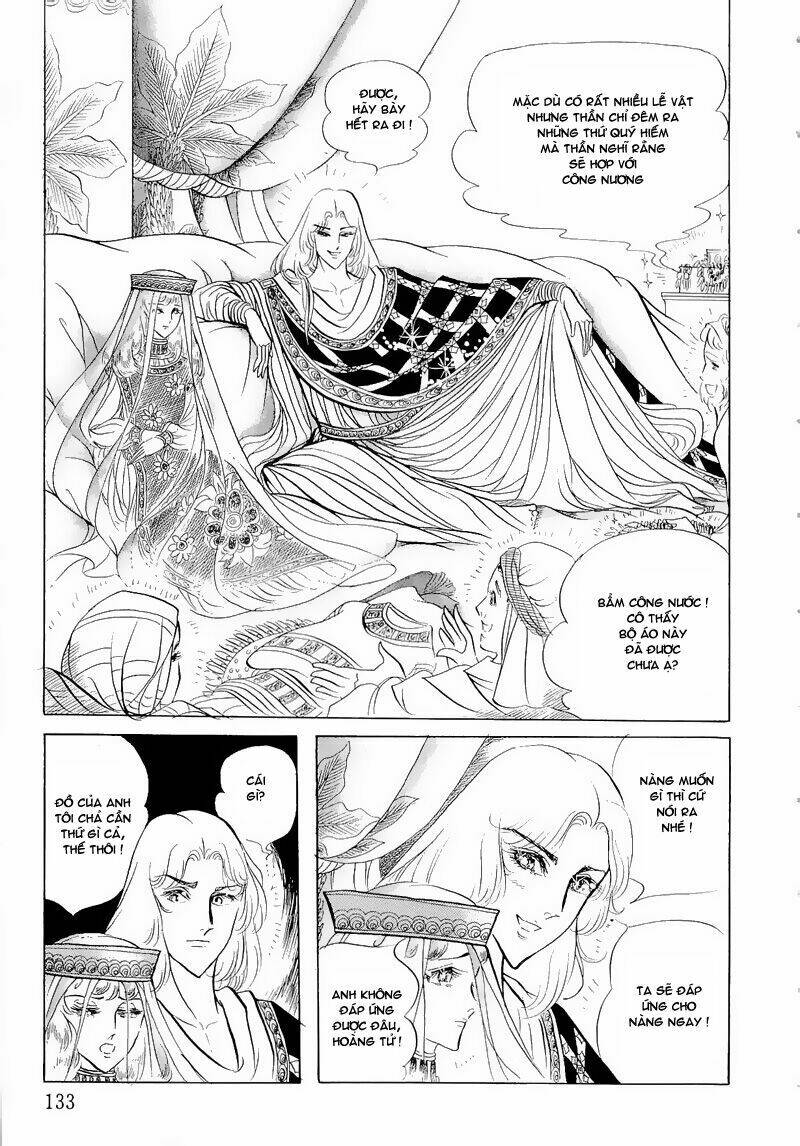 MẶC DÙ CÓ RẤT NHIỀU LỄ VẬT
NHƯNG THẦN CHỈ ĐÊM RA
NHỮNG THỨ QUÝ HIẾM
MÀ THẦN NGHĨ RẰNG
SẼ HỢP VỚI
CÔNG NƯƠNG
ĐƯỢC,
HÃY BÀY
HẾT RA ĐI !
BẨM CÔNG NƯỚC !
CÔ THẤY
BỘ ÁO NÀY
ĐÃ ĐƯỢC
CHƯA Ạ?
NÀNG MUỐN
GÌ THÌ CỨ
NÓI RA
NHÉ !
TA SẼ ĐÁP
ỨNG CHO
NÀNG NGAY !
ANH KHÔNG
ĐÁP ỨNG
ĐƯỢC ĐÂU,
HOÀNG TỬ !
CÁI
GÌ?
ĐỒ CỦA ANH
TÔI CHẢ CẦN
THỨ GÌ CẢ,
THẾ THÔI !
133